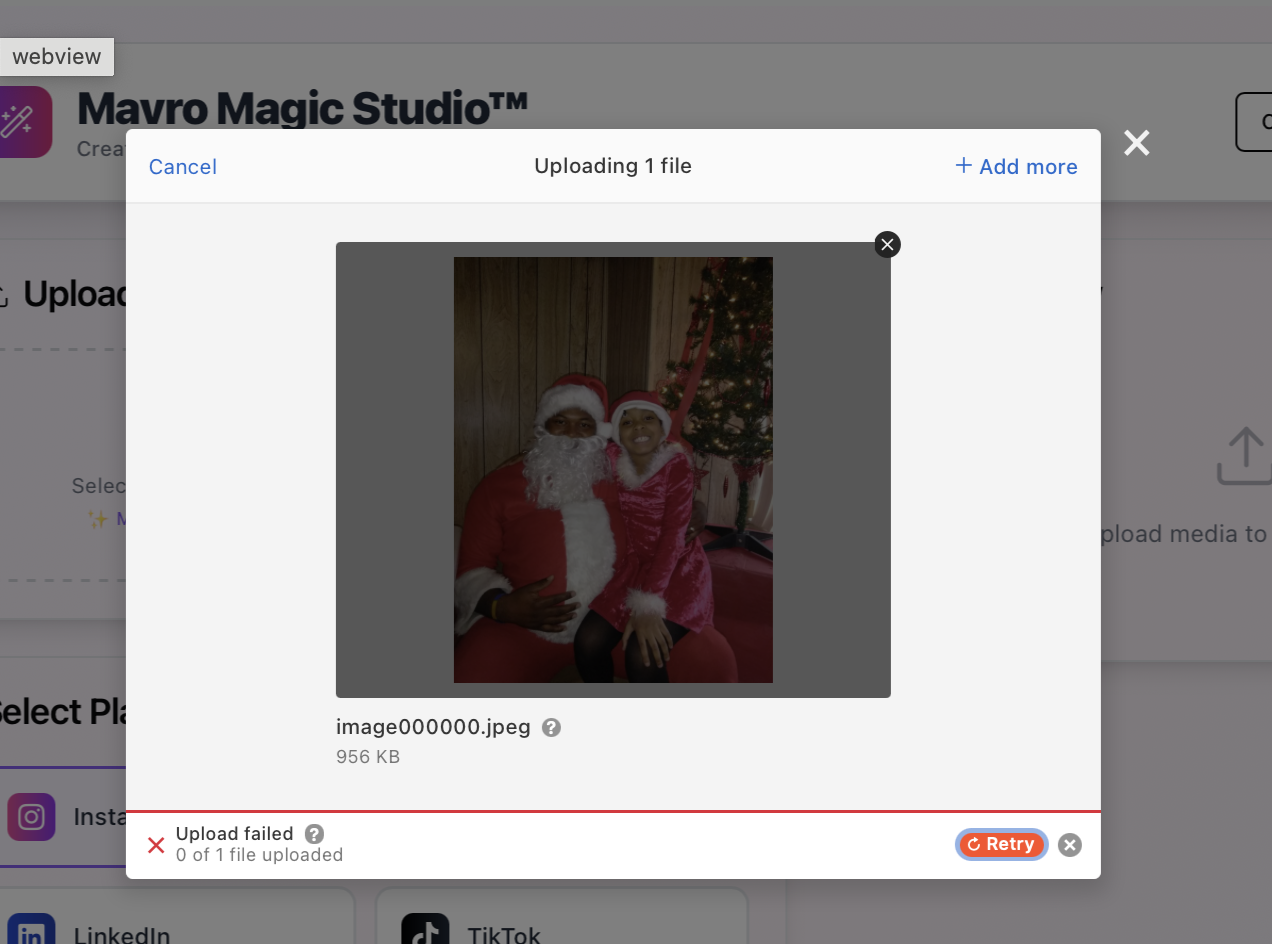 webview
Mavro Magic Studio™
Crea
Cancel
Uploading 1 file
+ Add more
Upload
Selec
image000000.jpeg
956 KB
pload media to
Select Pla
Insta
Upload failed
0 of 1 file uploaded
Retry
LinkedIn
TikTok